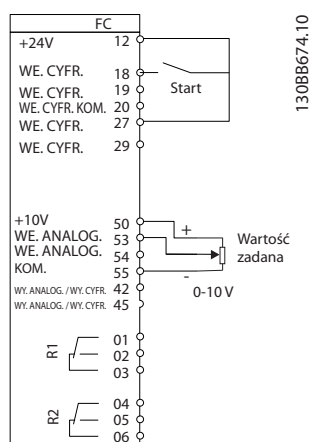 FC
+24V 12
WE. CYFR. 18
WE. CYFR. 19
WE. CYFR. KOM. 20
WE. CYFR. 27
WE. CYFR. 29
Start
+10V 50
WE. ANALOG. 53
WE. ANALOG. 54
KOM. 55
WY. ANALOG. / WY. CYFR. 42
WY. ANALOG. / WY. CYFR. 45
+
-
Wartość
zadana
0-10 V
R1
01
02
03
R2
04
05
06
130BB674.10